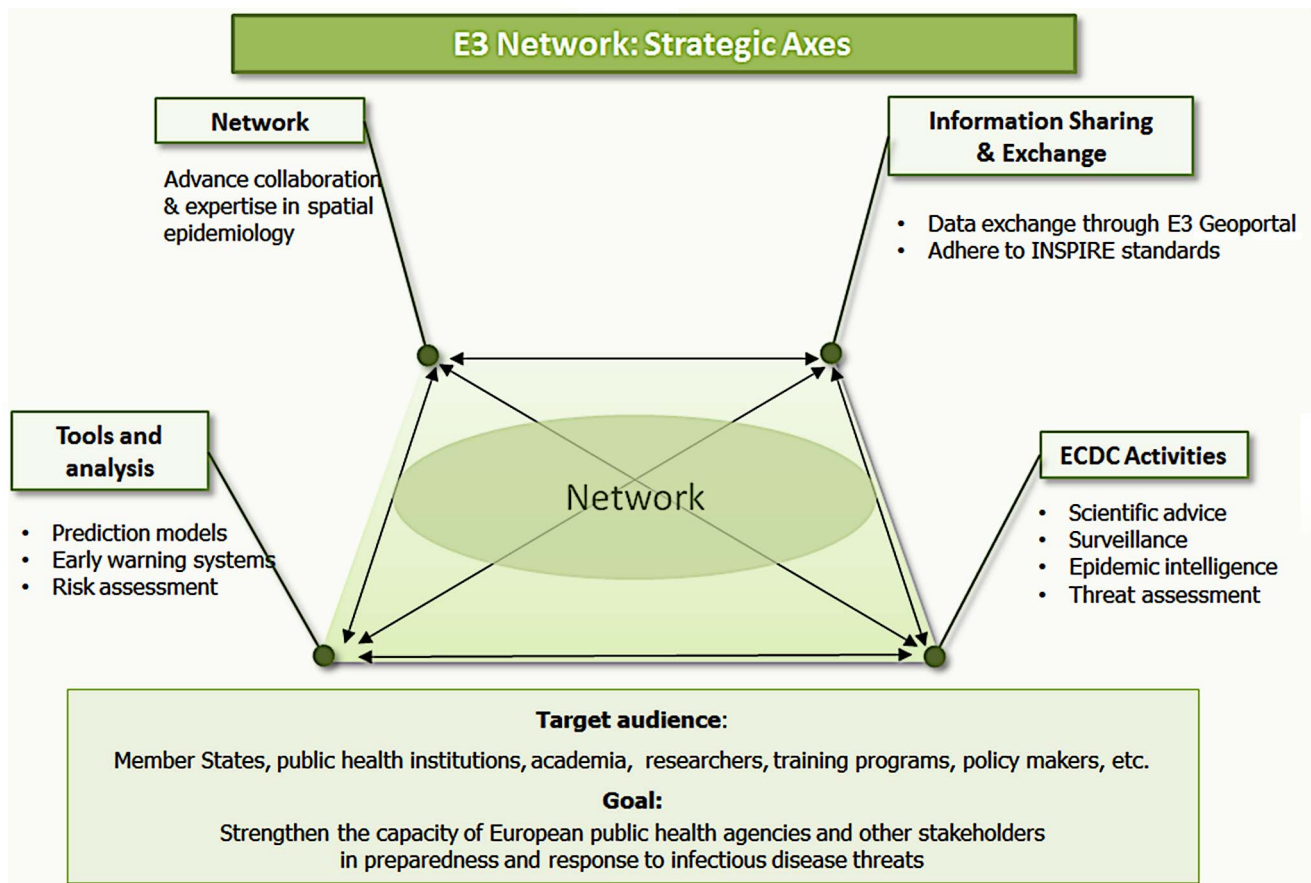 E3 Network: Strategic Axes
Network
Advance collaboration
& expertise in spatial
epidemiology
Information Sharing
& Exchange
• Data exchange through E3 Geoportal
• Adhere to INSPIRE standards
Tools and
analysis
• Prediction models
• Early warning systems
• Risk assessment
Network
ECDC Activities
• Scientific advice
• Surveillance
• Epidemic intelligence
• Threat assessment
Target audience:
Member States, public health institutions, academia, researchers, training programs, policy makers, etc.
Goal:
Strengthen the capacity of European public health agencies and other stakeholders
in preparedness and response to infectious disease threats